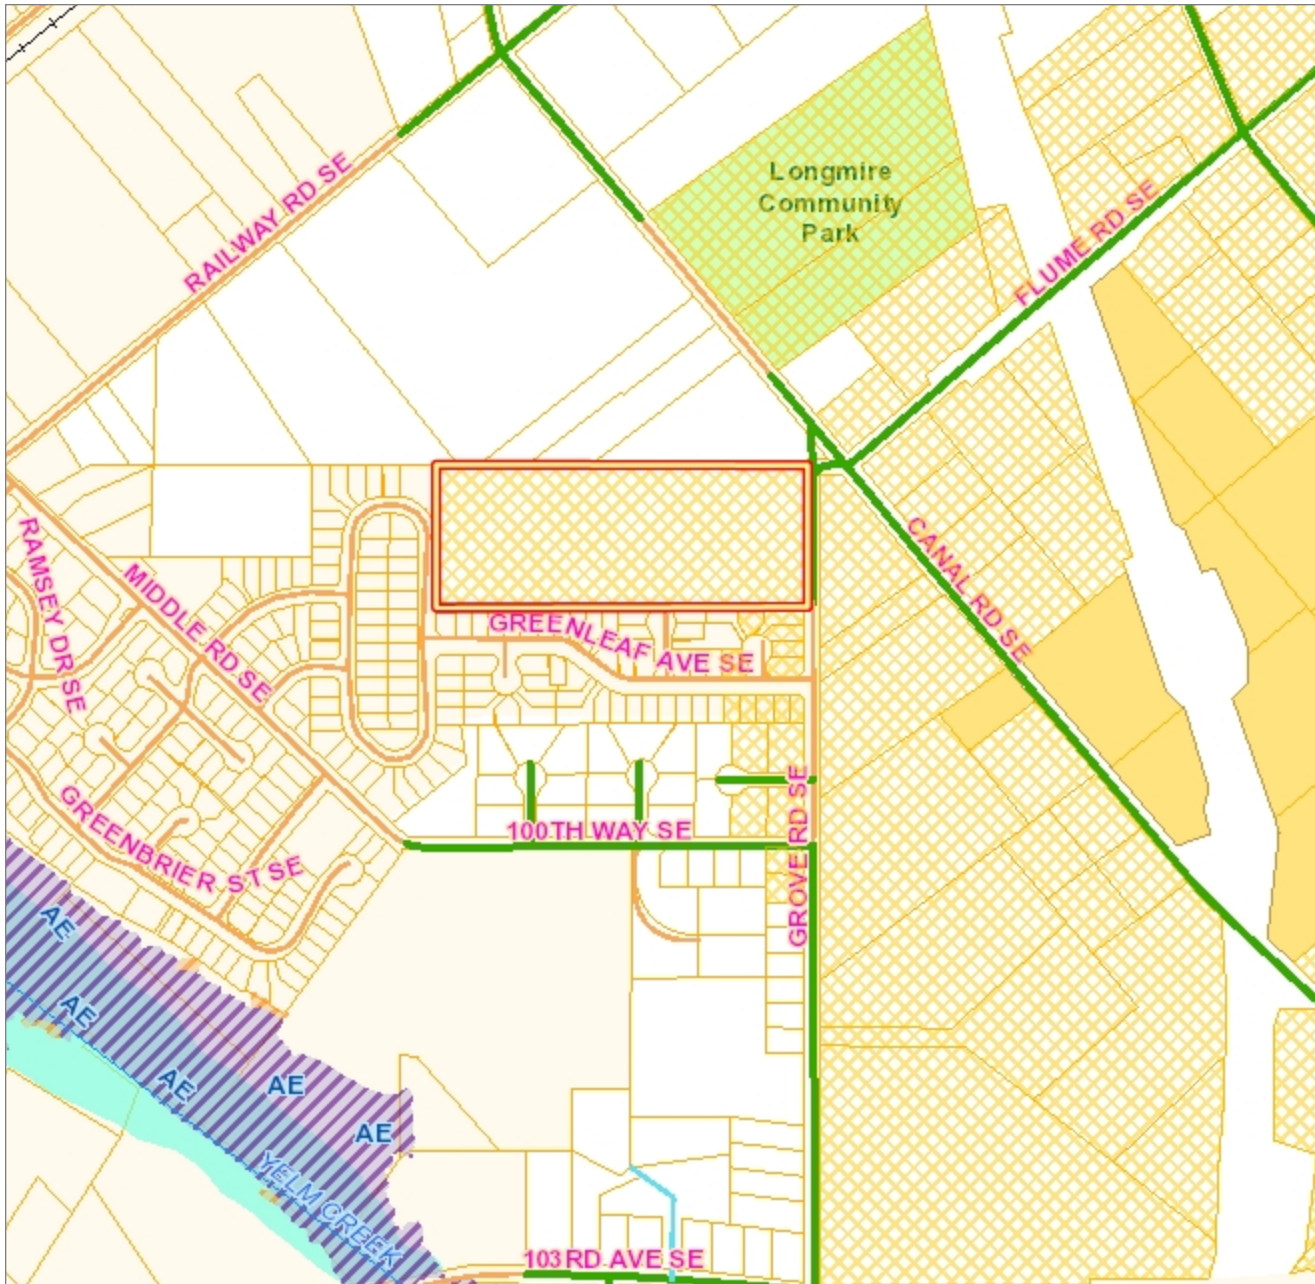 Longmire
Community
Park
RAILWAY RD SE
FLUME RD SE
RAMSEY DR SE
MIDDLE RD SE
CANAL RD SE
GREENLEAF AVE SE
GREENBRIER ST SE
100TH WAY SE
GROVE RD SE
AE
AE
AE
AE
AE
YELM CREEK
103RD AVE SE